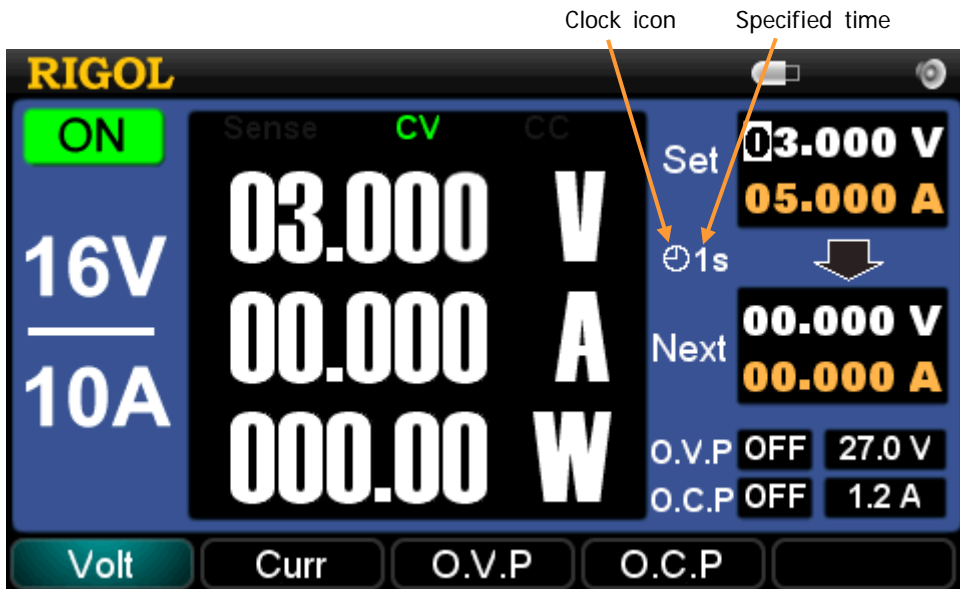 Clock icon Specified time
RIGOL
ON
Sense CV CC
Set 03.000 V
05.000 A
16V
10A
03.000 V
00.000 A
000.00 W
1s
Next 00.000 V
00.000 A
O.V.P OFF 27.0 V
O.C.P OFF 1.2 A
Volt Curr O.V.P O.C.P